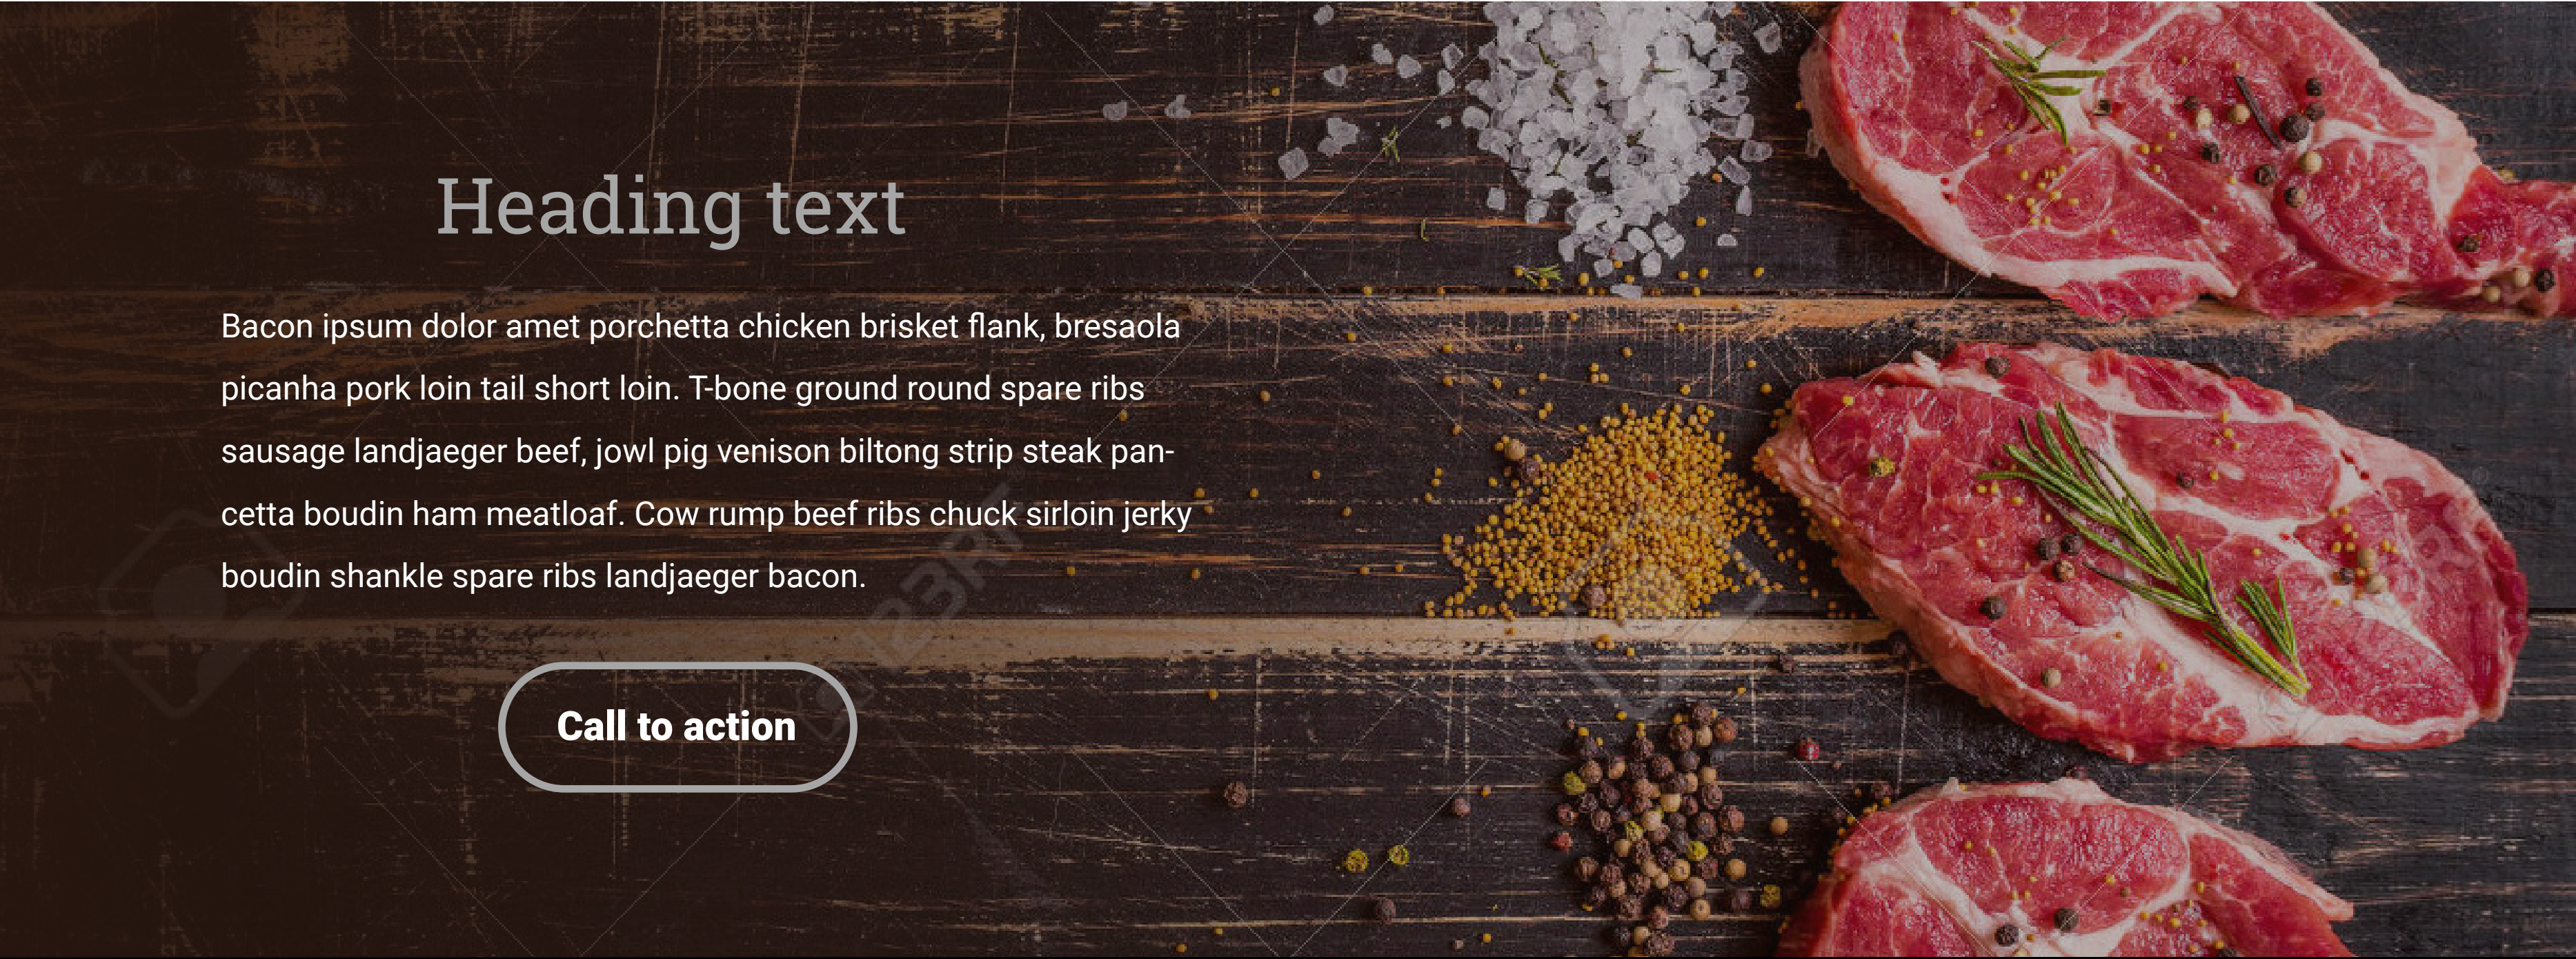 Heading text
Bacon ipsum dolor amet porchetta chicken brisket flank, bresaola
picanha pork loin tail short loin. T-bone ground round spare ribs
sausage landjaeger beef, jowl pig venison biltong strip steak pan-
cetta boudin ham meatloaf. Cow rump beef ribs chuck sirloin jerky
boudin shankle spare ribs landjaeger bacon.
123RF
Call to action